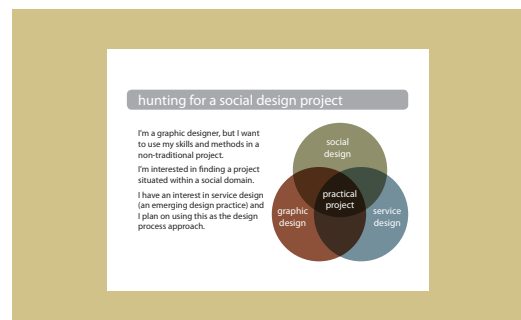 hunting for a social design project
I'm a graphic designer, but I want
to use my skills and methods in a
non-traditional project.
I'm interested in finding a project
situated within a social domain.
I have an interest in service design
(an emerging design practice) and
I plan on using this as the design
process approach.
social
design
practical
project
graphic
design
service
design